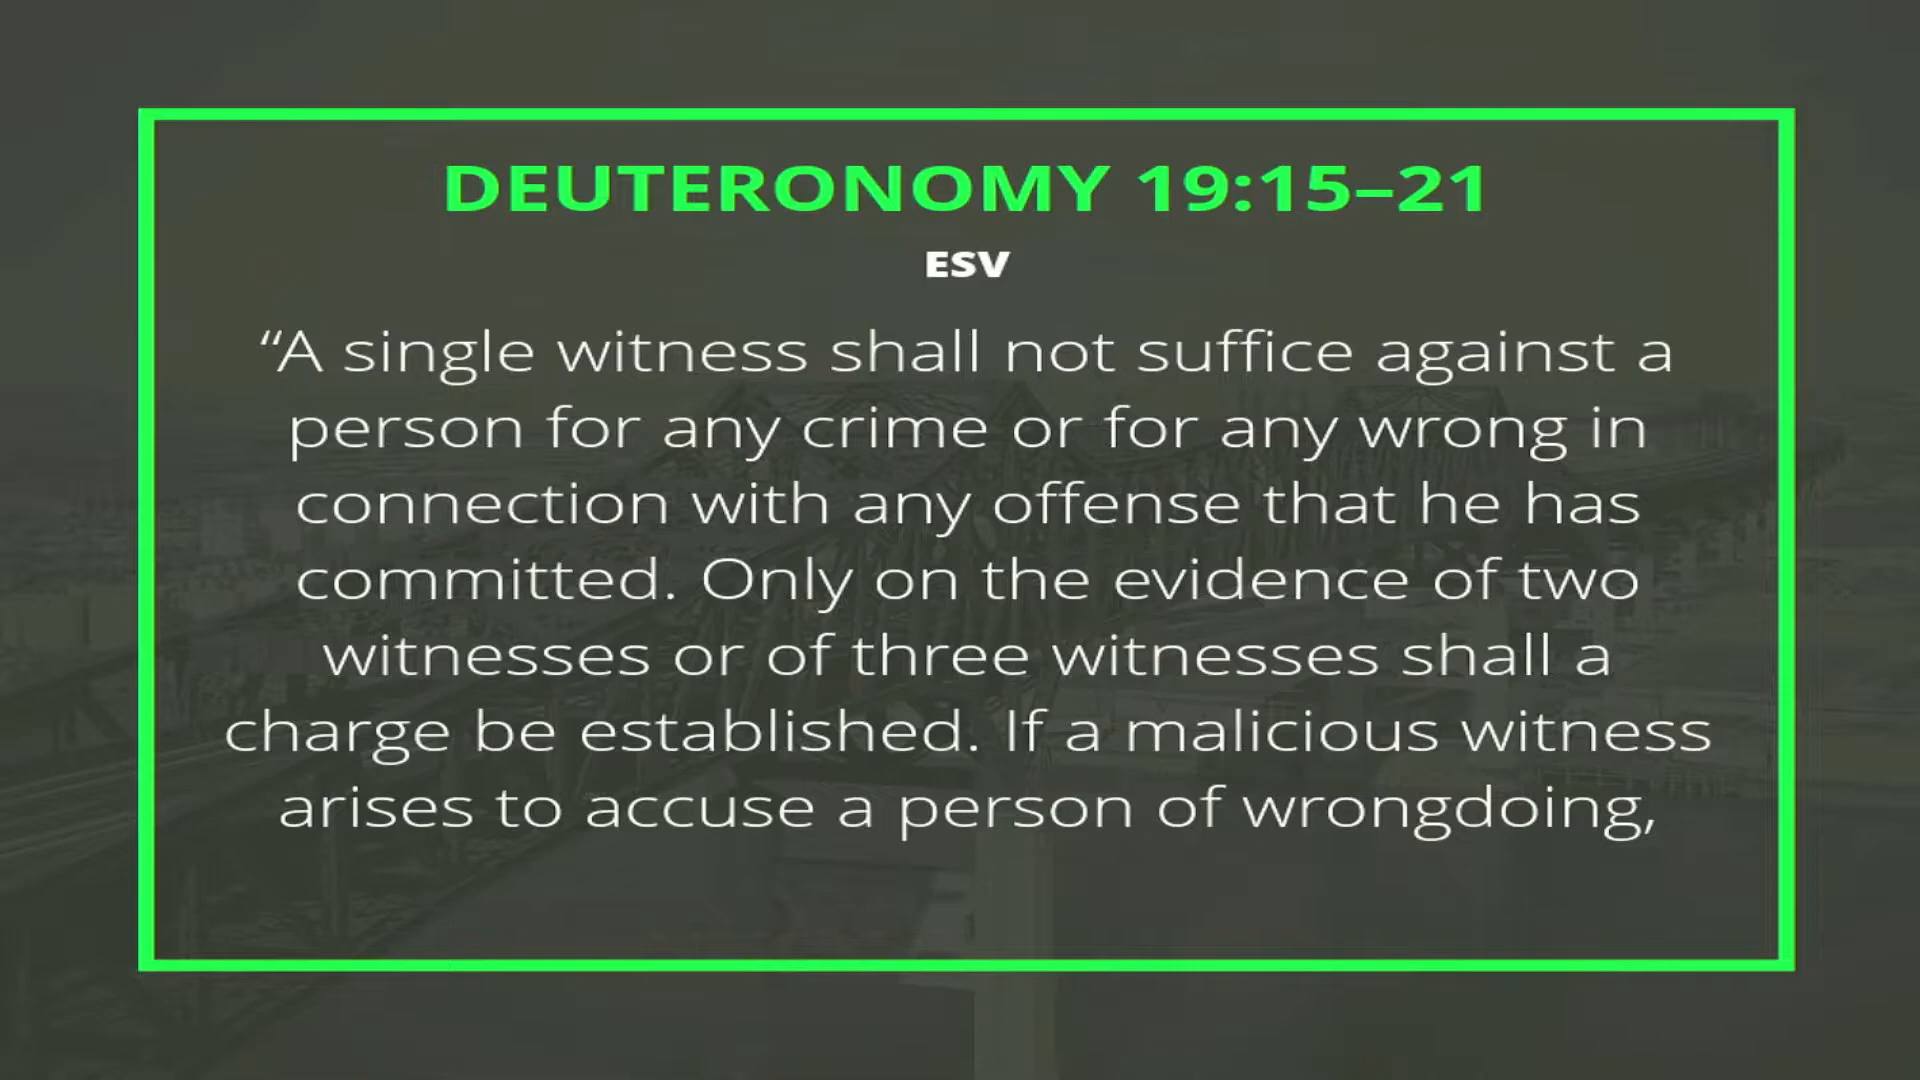 DEUTERONOMY 19:15–21
ESV
“A single witness shall not suffice against a
person for any crime or for any wrong in
connection with any offense that he has
committed. Only on the evidence of two
witnesses or of three witnesses shall a
charge be established. If a malicious witness
arises to accuse a person of wrongdoing,